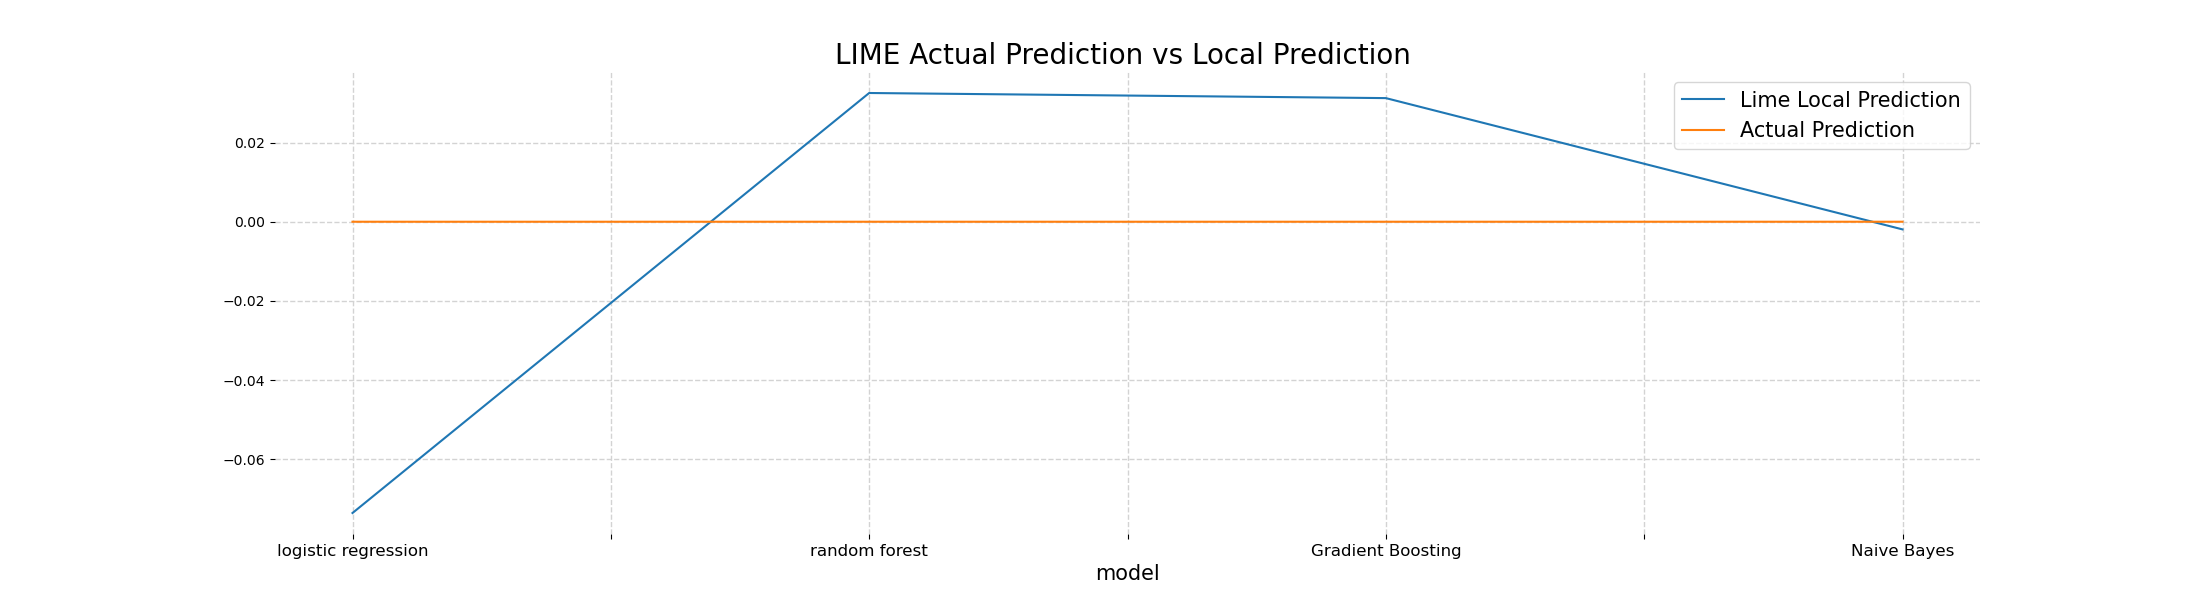 LIME Actual Prediction vs Local Prediction
Lime Local Prediction
Actual Prediction
0.02
0.00
−0.02
−0.04
−0.06
logistic regression
random forest
Gradient Boosting
Naive Bayes
model